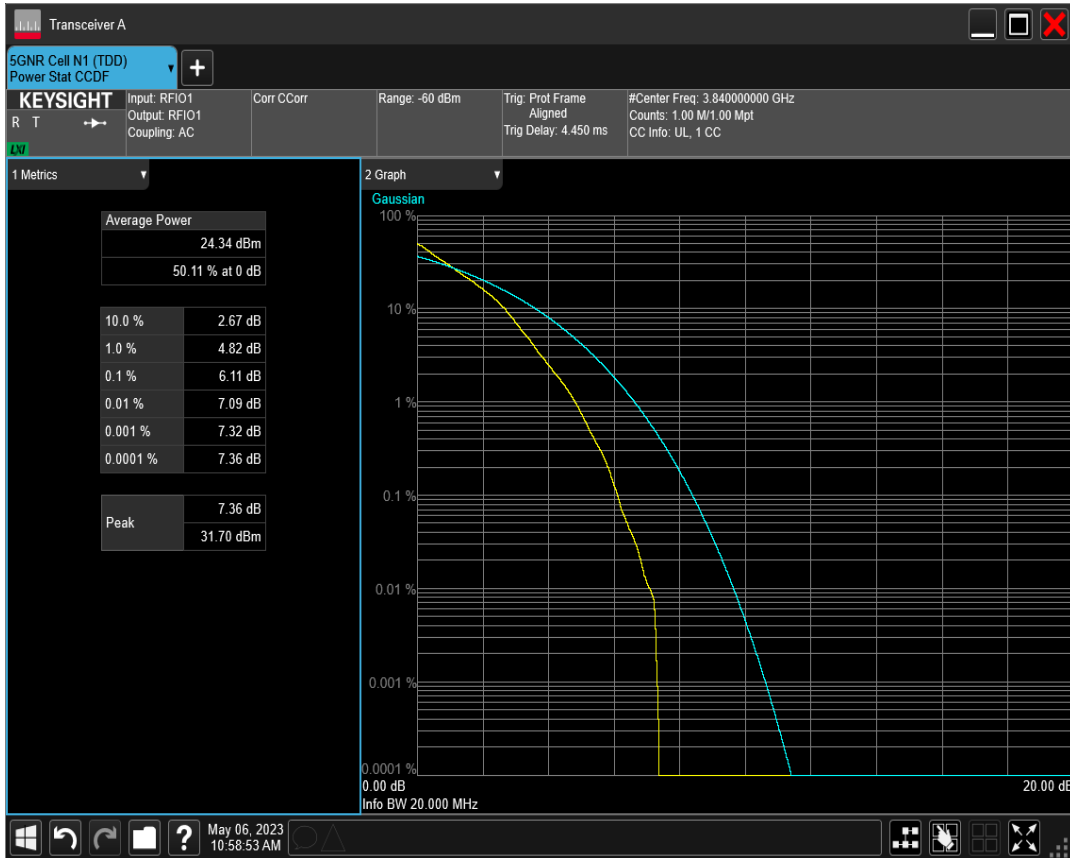 Transceiver A
5GNR Cell N1 (TDD)
Power Stat CCDF
+
KEYSIGHT
R T
LXI
Input: RFIO1
Output: RFIO1
Coupling: AC
Corr CCorr
Range: -60 dBm
Trig: Prot Frame
Aligned
Trig Delay: 4.450 ms
#Center Freq: 3.840000000 GHz
Counts: 1.00 M/1.00 Mpt
CC Info: UL, 1 CC
1 Metrics
Average Power
24.34 dBm
50.11 % at 0 dB
10.0 % 2.67 dB
1.0 % 4.82 dB
0.1 % 6.11 dB
0.01 % 7.09 dB
0.001 % 7.32 dB
0.0001 % 7.36 dB
Peak 7.36 dB
31.70 dBm
2 Graph
Gaussian
100 %
10 %
1 %
0.1 %
0.01 %
0.001 %
0.0001 %
0.00 dB 20.00 dB
Info BW 20.000 MHz
?
May 06, 2023
10:58:53 AM